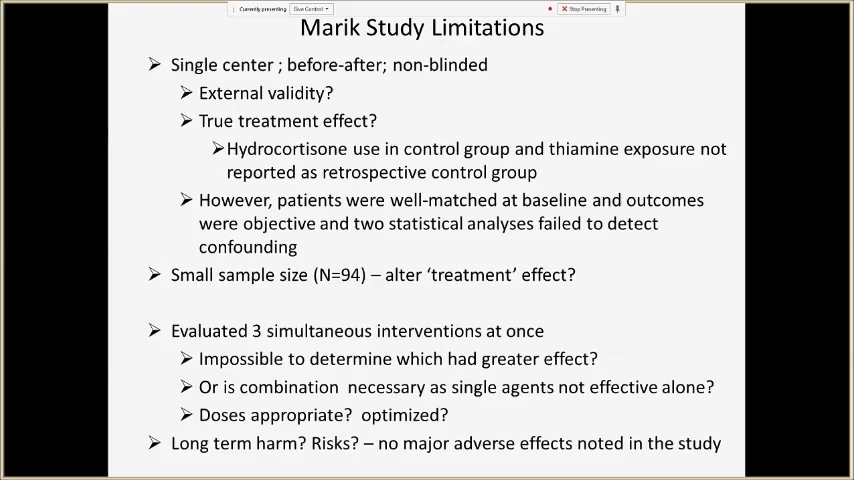 Currently presenting Give Control Stop Presenting
Marik Study Limitations
Single center ; before-after; non-blinded
External validity?
True treatment effect?
Hydrocortisone use in control group and thiamine exposure not
reported as retrospective control group
However, patients were well-matched at baseline and outcomes
were objective and two statistical analyses failed to detect
confounding
Small sample size (N=94) – alter ‘treatment’ effect?
Evaluated 3 simultaneous interventions at once
Impossible to determine which had greater effect?
Or is combination necessary as single agents not effective alone?
Doses appropriate? optimized?
Long term harm? Risks? – no major adverse effects noted in the study